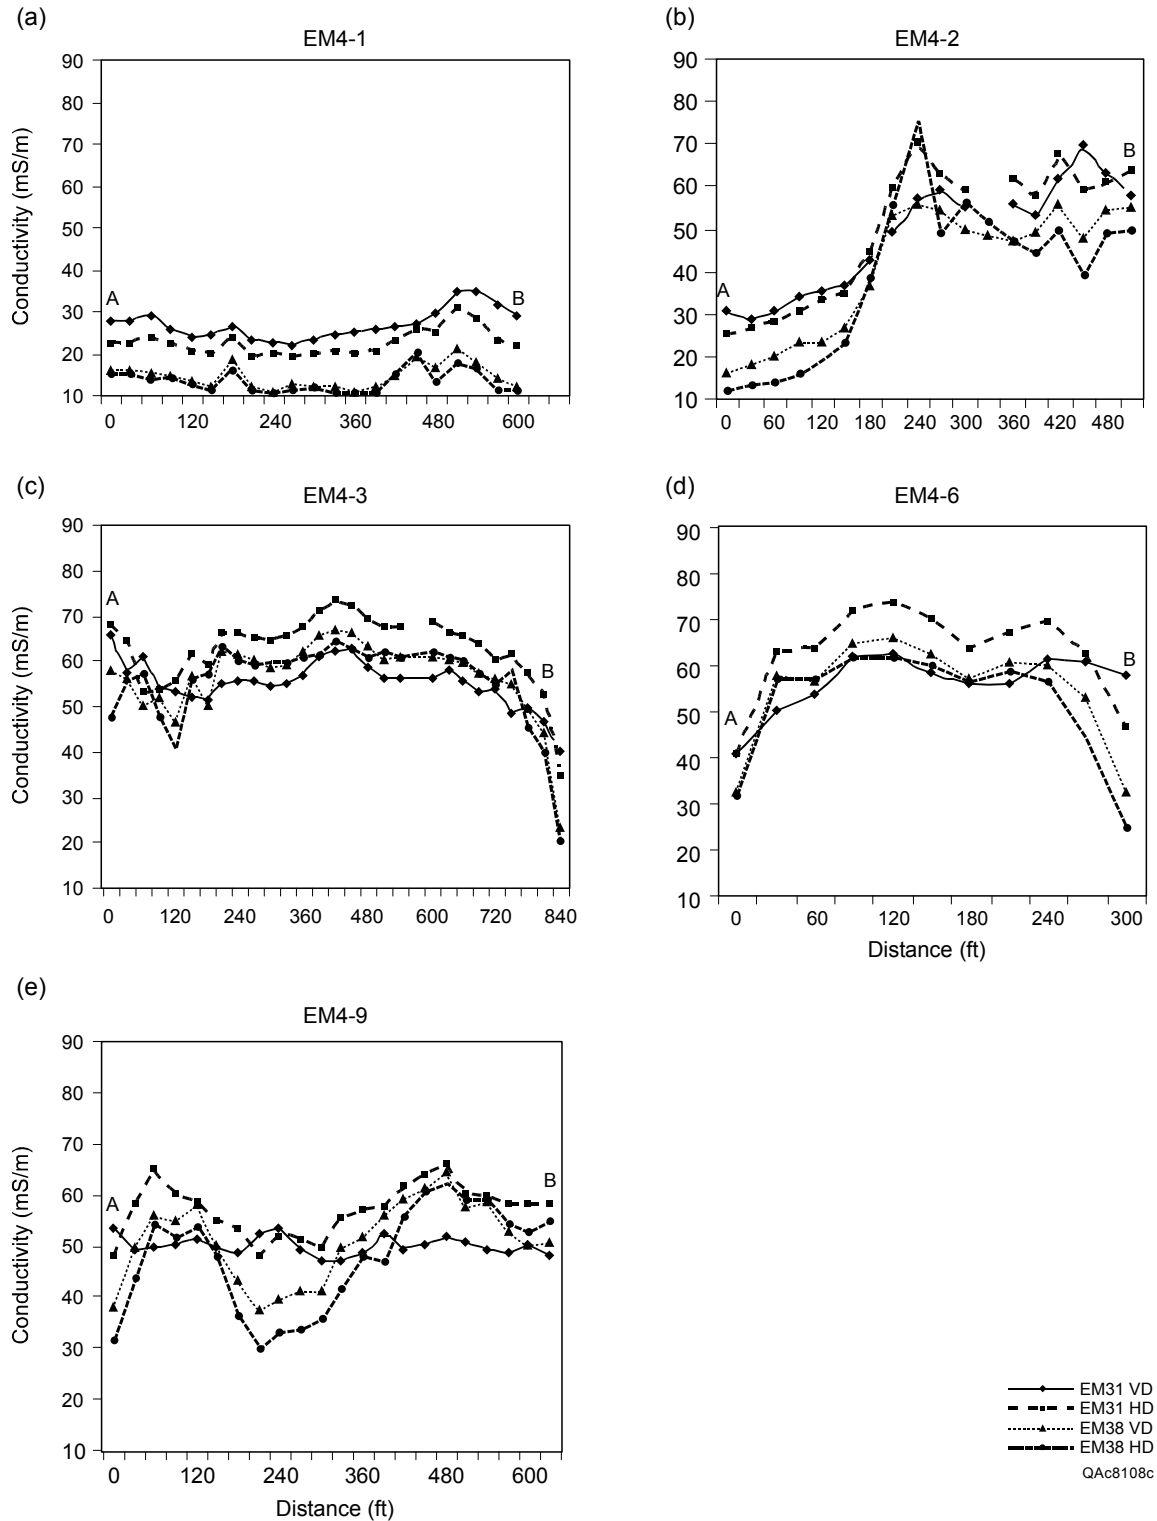 (a)
EM4-1
90
80
70
60
50
40
30
20
10
Conductivity (mS/m)
A
B
0 120 240 360 480 600
(b)
EM4-2
90
80
70
60
50
40
30
20
10
A
B
0 60 120 180 240 300 360 420 480
(c)
EM4-3
90
80
70
60
50
40
30
20
10
Conductivity (mS/m)
A
B
0 120 240 360 480 600 720 840
(d)
EM4-6
90
80
70
60
50
40
30
20
10
A
B
0 60 120 180 240 300
Distance (ft)
(e)
EM4-9
90
80
70
60
50
40
30
20
10
Conductivity (mS/m)
A
B
0 120 240 360 480 600
Distance (ft)
EM31 VD
EM31 HD
EM38 VD
EM38 HD
QAc8108c